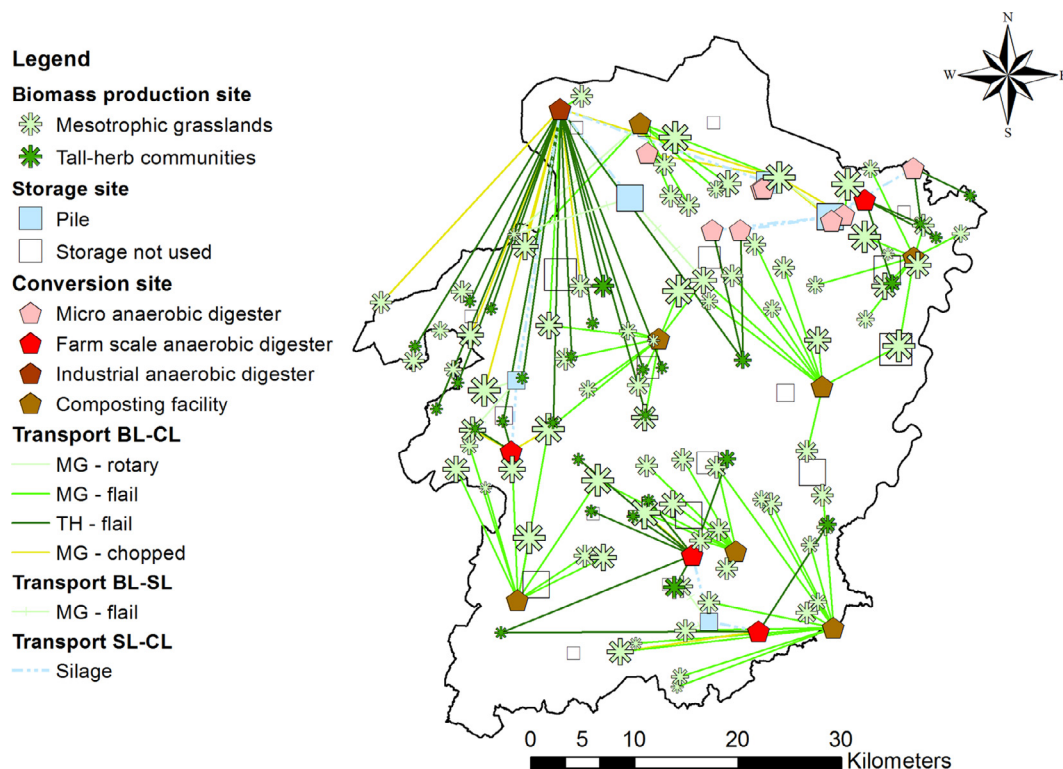 Legend
Biomass production site
Mesotrophic grasslands
Tall-herb communities
Storage site
Pile
Storage not used
Conversion site
Micro anaerobic digester
Farm scale anaerobic digester
Industrial anaerobic digester
Composting facility
Transport BL-CL
MG - rotary
MG - flail
TH - flail
MG - chopped
Transport BL-SL
MG - flail
Transport SL-CL
Silage
N
W E
S
0 5 10 20 30
Kilometers